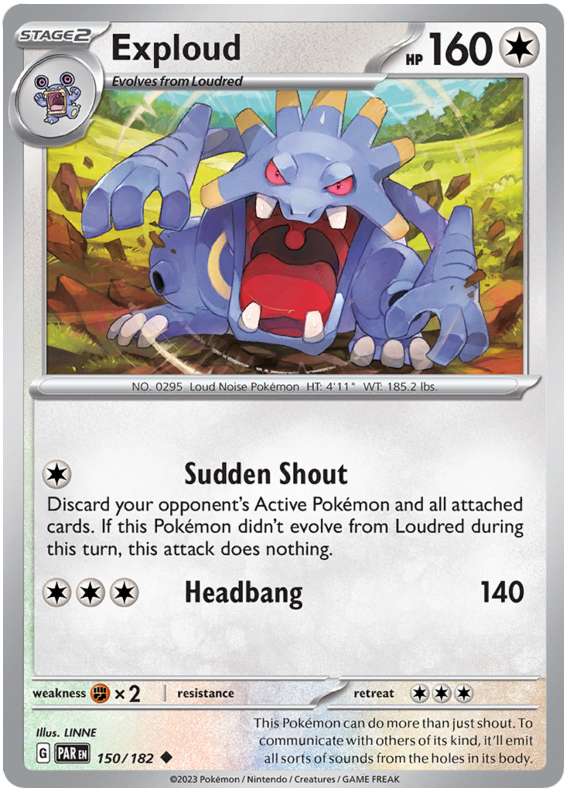 STAGE2
Exploud
HP 160
Evolves from Loudred
NO. 0295 Loud Noise Pokémon HT: 4'11" WT: 185.2 lbs.
Sudden Shout
Discard your opponent's Active Pokémon and all attached
cards. If this Pokémon didn't evolve from Loudred during
this turn, this attack does nothing.
Headbang 140
weakness ×2 resistance retreat
Illus. LINNE
G PAR EN 150/182
This Pokémon can do more than just shout. To
communicate with others of its kind, it'll emit
all sorts of sounds from the holes in its body.
©2023 Pokémon / Nintendo / Creatures / GAME FREAK